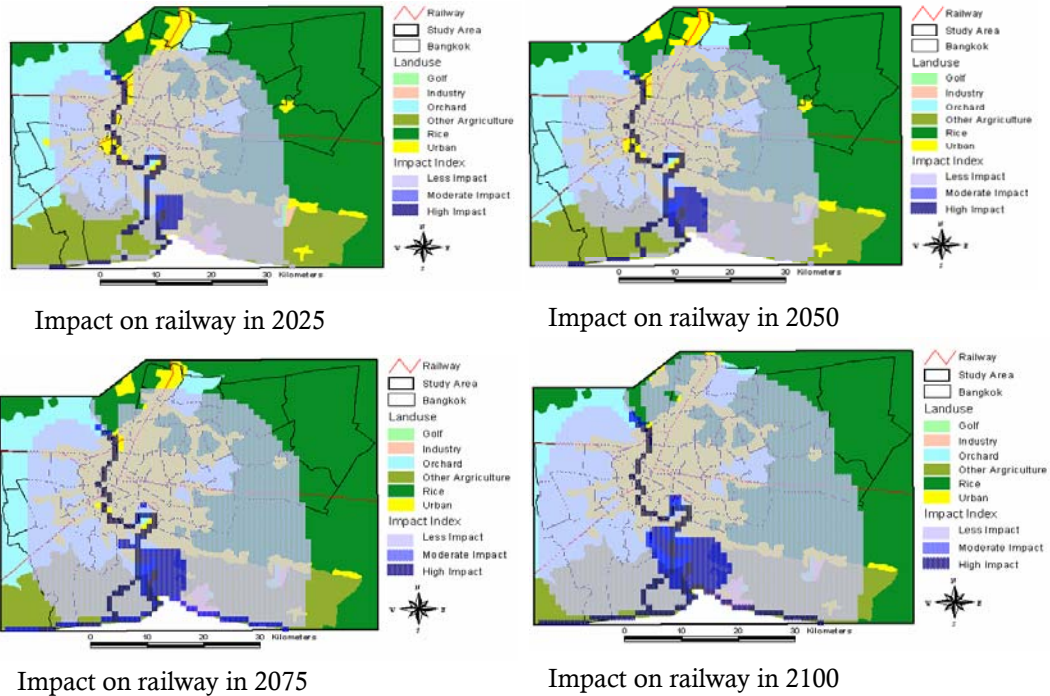 Railway
Study Area
Bangkok
Landuse
Golf
Industry
Orchard
Other Argriculture
Rice
Urban
Impact Index
Less Impact
Moderate Impact
High Impact
N
W E
S
0 10 20 30 Kilometers
Impact on railway in 2025
Railway
Study Area
Bangkok
Landuse
Golf
Industry
Orchard
Other Argriculture
Rice
Urban
Impact Index
Less Impact
Moderate Impact
High Impact
N
W E
S
0 10 20 30 Kilometers
Impact on railway in 2050
Railway
Study Area
Bangkok
Landuse
Golf
Industry
Orchard
Other Argriculture
Rice
Urban
Impact Index
Less Impact
Moderate Impact
High Impact
N
W E
S
0 10 20 30 Kilometers
Impact on railway in 2075
Railway
Study Area
Bangkok
Landuse
Golf
Industry
Orchard
Other Argriculture
Rice
Urban
Impact Index
Less Impact
Moderate Impact
High Impact
N
W E
S
0 10 20 30 Kilometers
Impact on railway in 2100